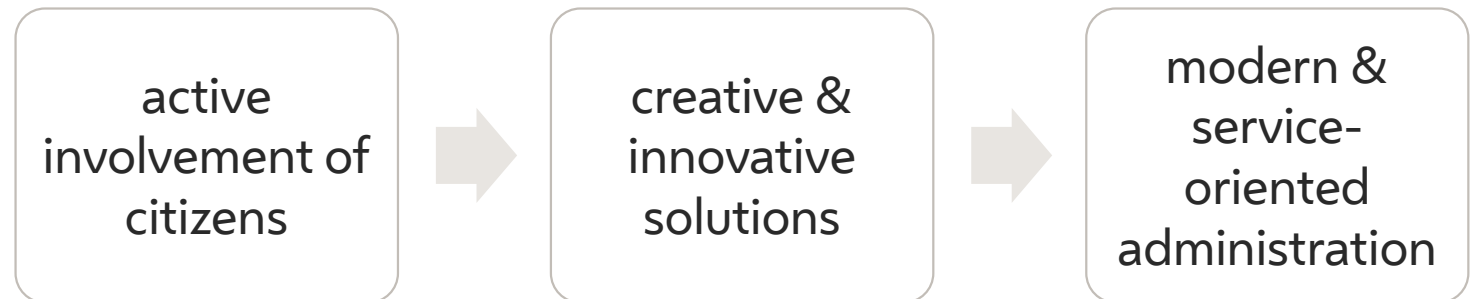 active
involvement of
citizens
creative &
innovative
solutions
modern &
service-
oriented
administration